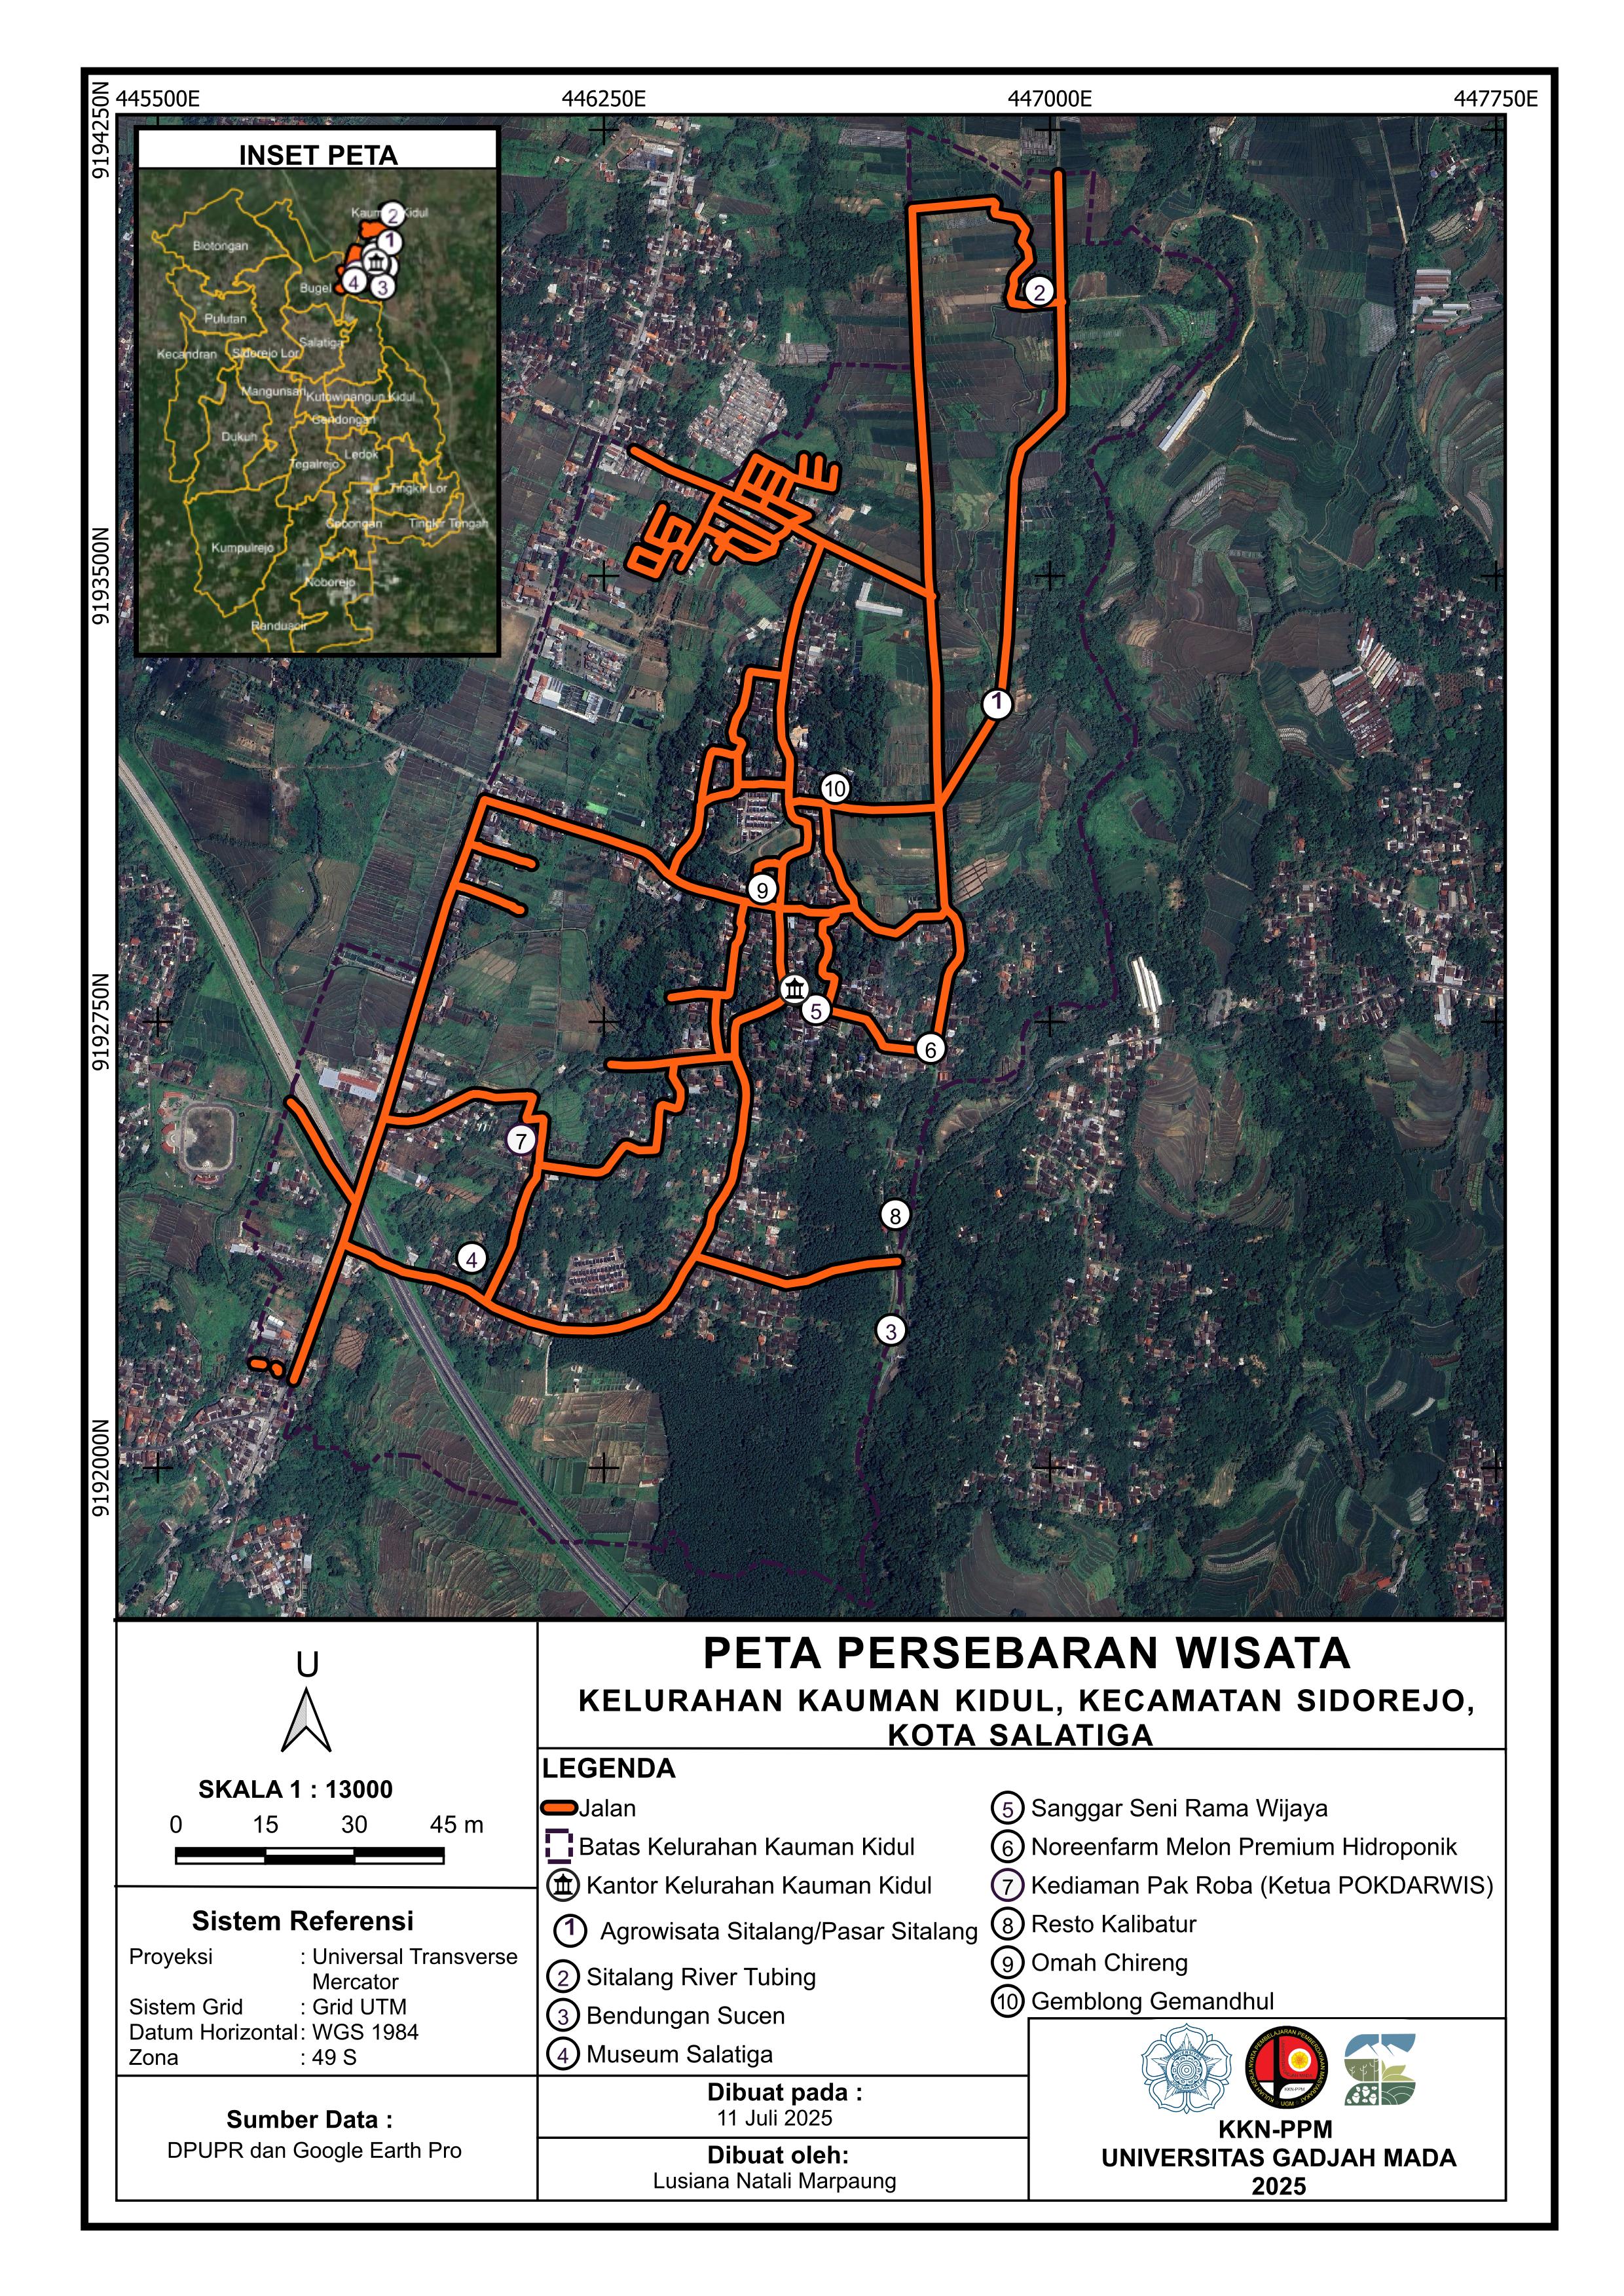 445500E 446250E 447000E 447750E
9194250N
9193500N
9192750N
9192000N
INSET PETA
Kauman Kidul
2
1
4
3
Blotongan
Bugel
Pulutan
Salatiga
Kecandran
Sidorejo Lor
Mangunsari
Kutowinangun Kidul
Gendongan
Dukuh
Ledok
Tegalrejo
Tingkir Lor
Gebongan
Tingkir Tengah
Kumpulrejo
Noborejo
Randuacir
2
1
10
9
5
6
7
8
4
3
U
SKALA 1 : 13000
0 15 30 45 m
Sistem Referensi
Proyeksi : Universal Transverse
Mercator
Sistem Grid : Grid UTM
Datum Horizontal : WGS 1984
Zona : 49 S
Sumber Data :
DPUPR dan Google Earth Pro
PETA PERSEBARAN WISATA
KELURAHAN KAUMAN KIDUL, KECAMATAN SIDOREJO,
KOTA SALATIGA
LEGENDA
Jalan
Batas Kelurahan Kauman Kidul
Kantor Kelurahan Kauman Kidul
1 Agrowisata Sitalang/Pasar Sitalang
2 Sitalang River Tubing
3 Bendungan Sucen
4 Museum Salatiga
5 Sanggar Seni Rama Wijaya
6 Noreenfarm Melon Premium Hidroponik
7 Kediaman Pak Roba (Ketua POKDARWIS)
8 Resto Kalibatur
9 Omah Chireng
10 Gemblong Gemandhul
Dibuat pada :
11 Juli 2025
Dibuat oleh:
Lusiana Natali Marpaung
KKN-PPM
UNIVERSITAS GADJAH MADA
2025